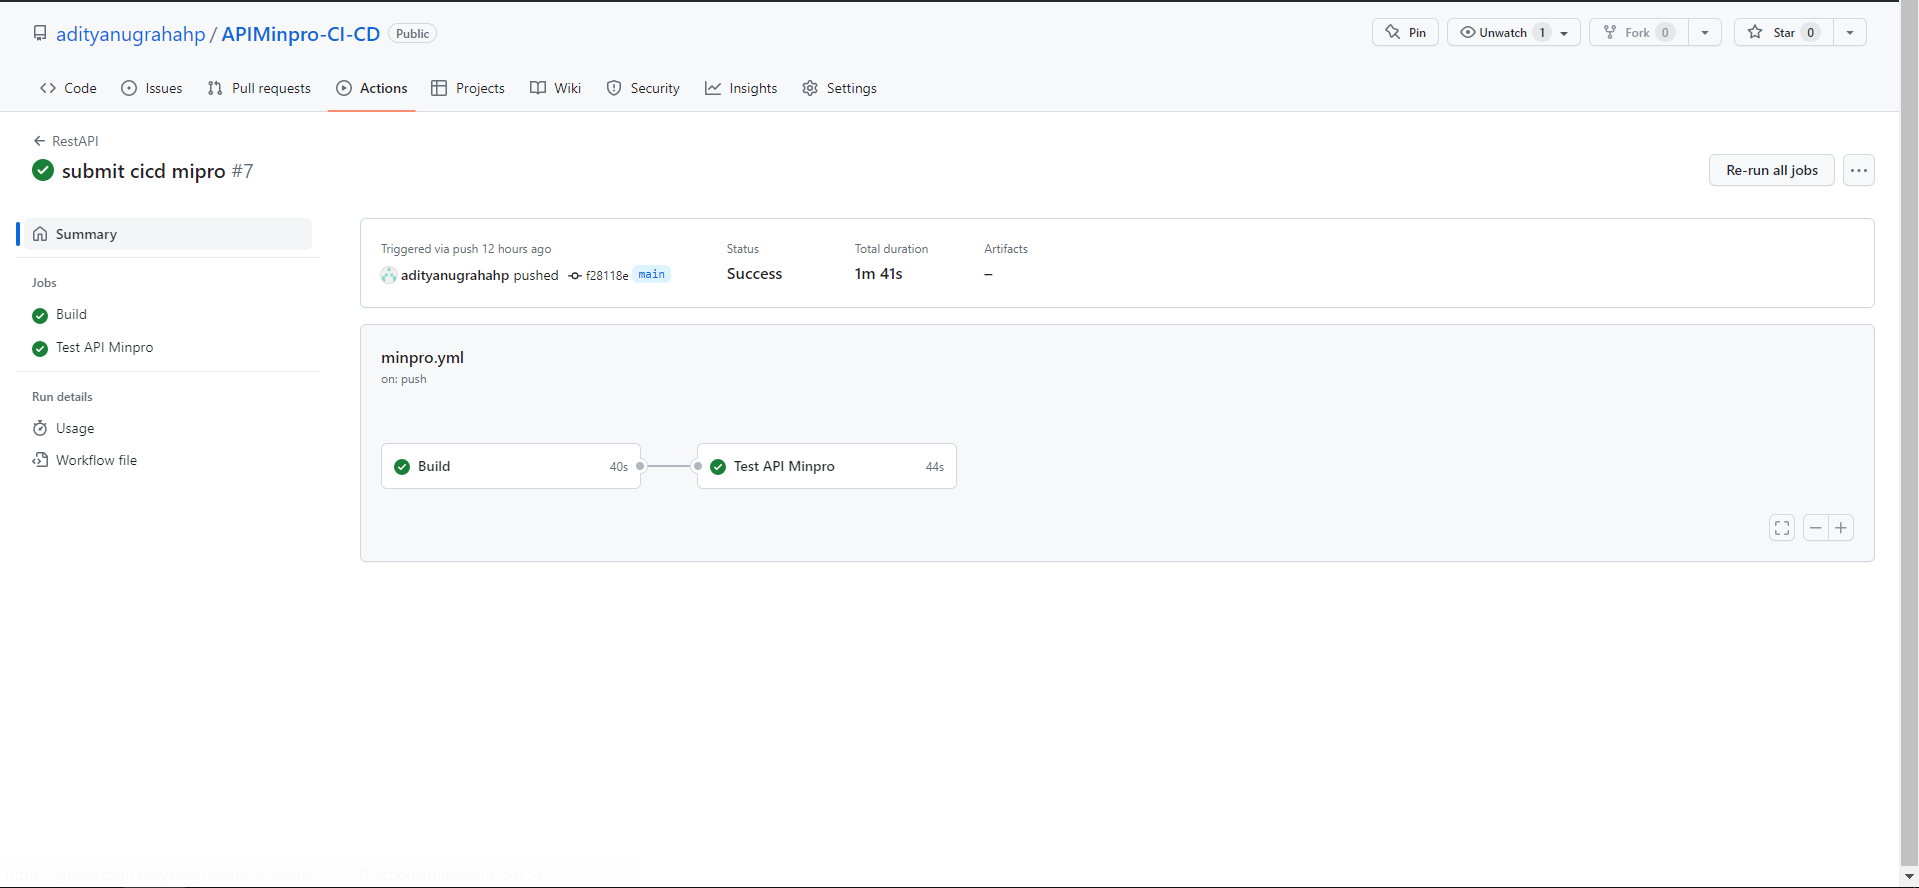 adityanugrahahp / APIMinpro-CI-CD Public
Pin Unwatch 1 Fork 0 Star 0
Code Issues Pull requests Actions Projects Wiki Security Insights Settings
RestAPI
submit cicd mipro #7
Re-run all jobs
Summary
Jobs
Build
Test API Minpro
Run details
Usage
Workflow file
Triggered via push 12 hours ago
adityanugrahahp pushed f28118e main
Status
Success
Total duration
1m 41s
Artifacts
–
minpro.yml
on: push
Build 40s
Test API Minpro 44s